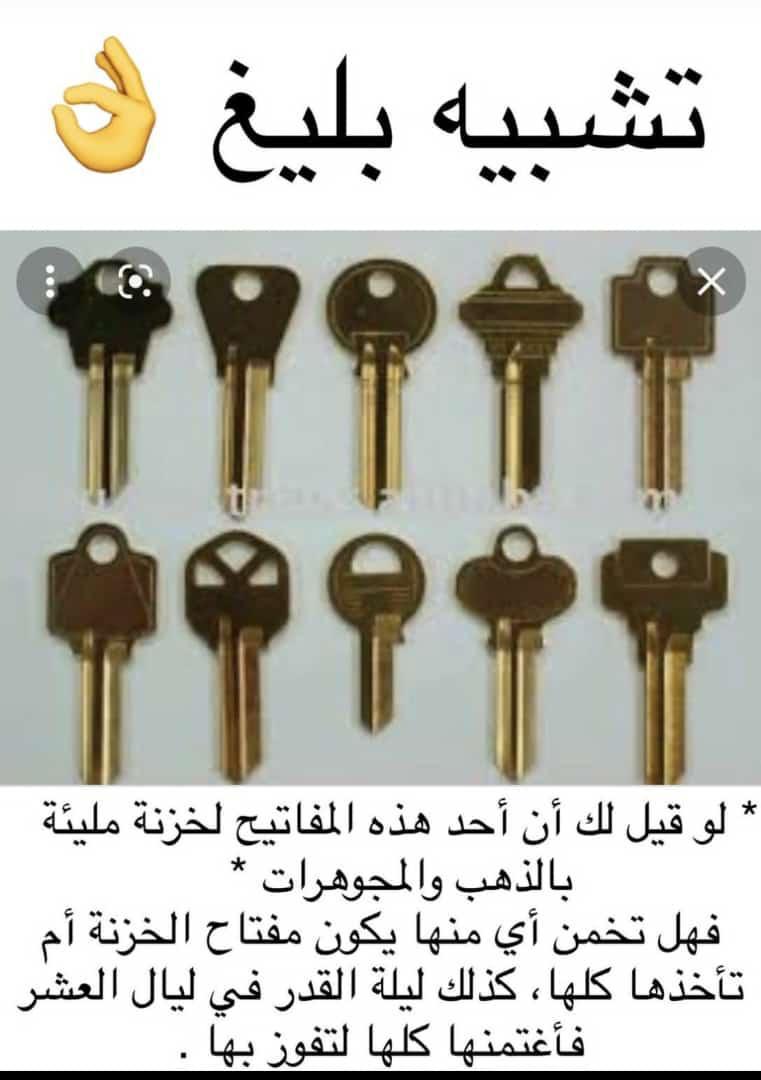 تشبيه بليغ 👌
* لو قيل لك أن أحد هذه المفاتيح لخزنة مليئة
بالذهب والمجوهرات *
فهل تخمن أي منها يكون مفتاح الخزنة أم
تأخذها كلها، كذلك ليلة القدر في ليال العشر
فأغتمنها كلها لتفوز بها .